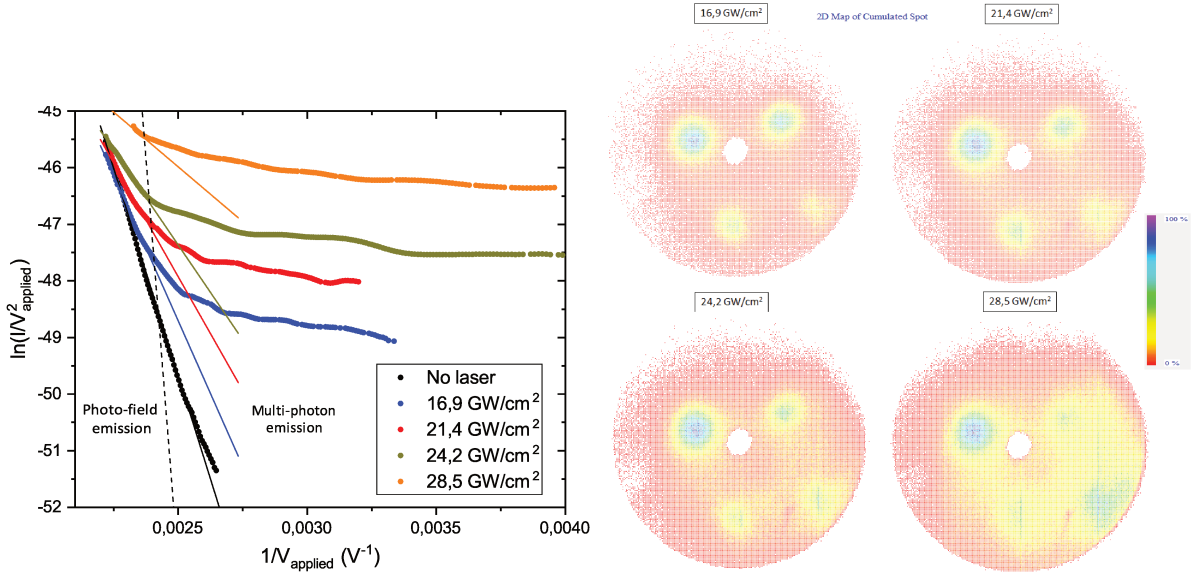 16,9 GW/cm²
2D Map of Cumulated Spot
21,4 GW/cm²
-45
-46
-47
-48
-49
-50
-51
-52
ln(I/V²applied)
Photo-field
emission
Multi-photon
emission
No laser
16,9 GW/cm²
21,4 GW/cm²
24,2 GW/cm²
28,5 GW/cm²
0,0025
0,0030
0,0035
0,0040
1/Vapplied (V⁻¹)
24,2 GW/cm²
28,5 GW/cm²
100 %
0 %